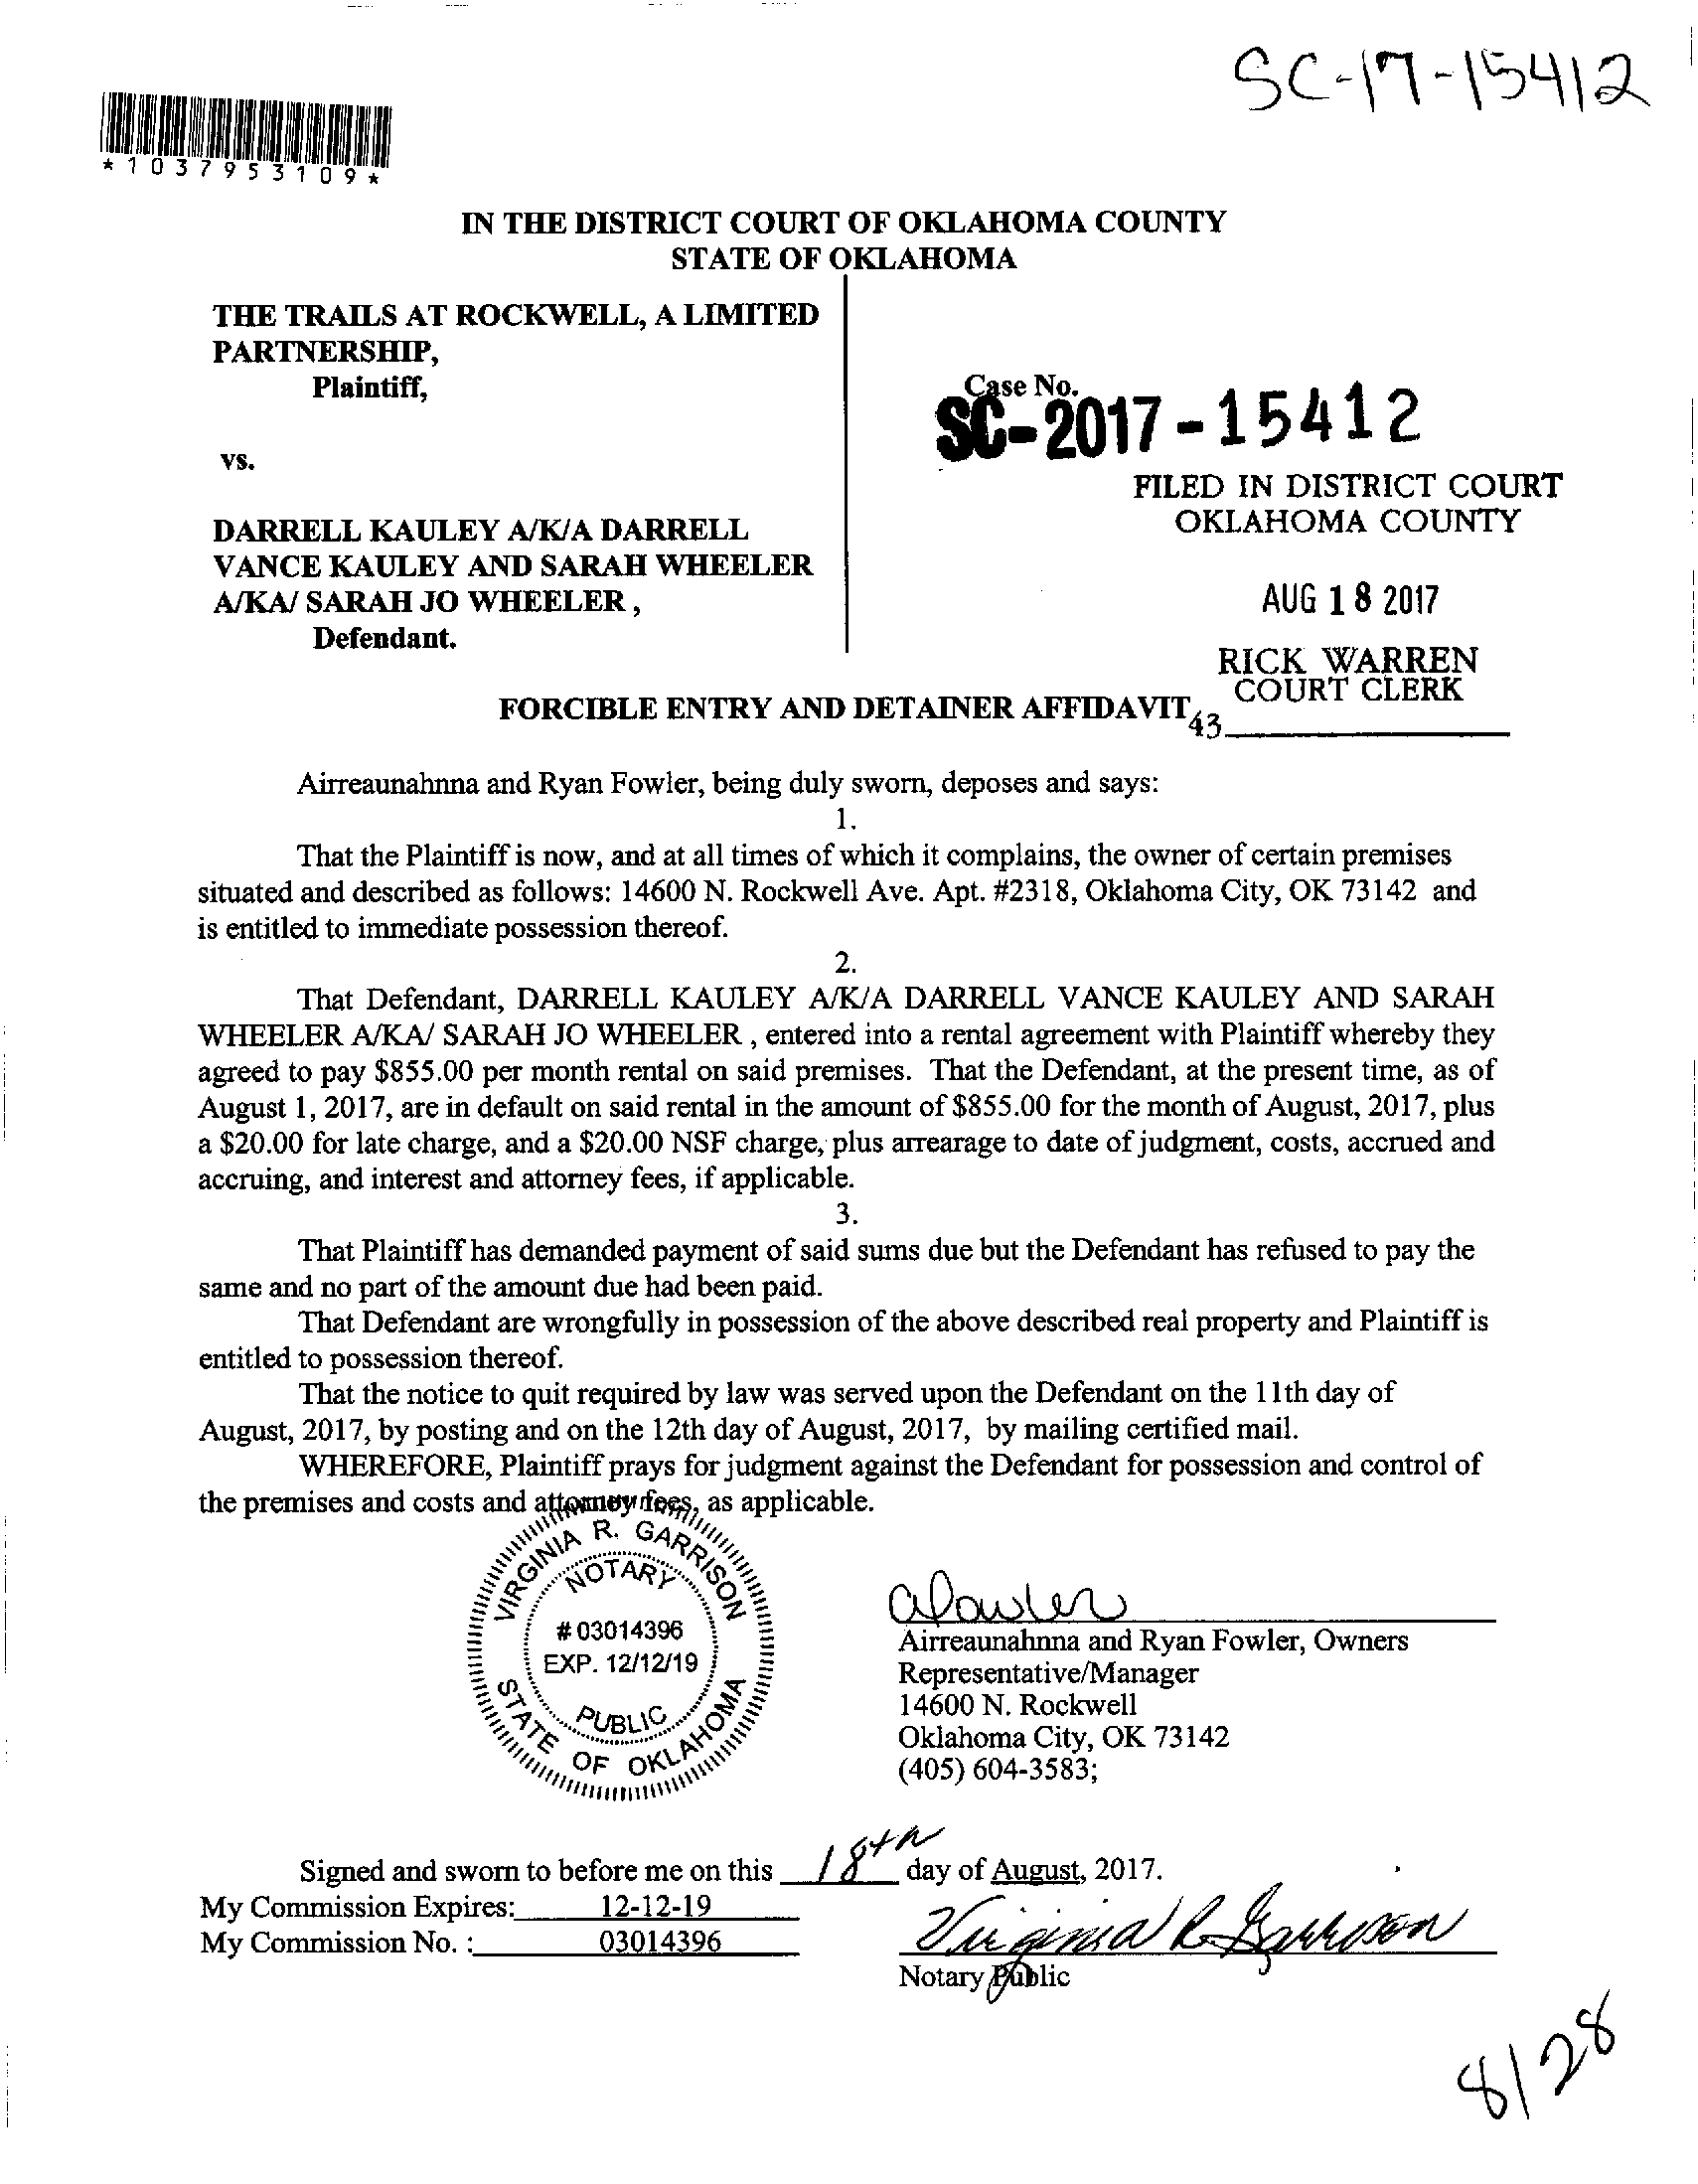 SC-17-15412
*1037953109*
IN THE DISTRICT COURT OF OKLAHOMA COUNTY
STATE OF OKLAHOMA
THE TRAILS AT ROCKWELL, A LIMITED
PARTNERSHIP,
Plaintiff,
Case No.
SC-2017-15412
vs.
FILED IN DISTRICT COURT
OKLAHOMA COUNTY
DARRELL KAULEY A/K/A DARRELL
VANCE KAULEY AND SARAH WHEELER
A/KA/ SARAH JO WHEELER ,
Defendant.
AUG 18 2017
RICK WARREN
COURT CLERK
43
FORCIBLE ENTRY AND DETAINER AFFIDAVIT
Airreaunahnna and Ryan Fowler, being duly sworn, deposes and says:
1.
That the Plaintiff is now, and at all times of which it complains, the owner of certain premises
situated and described as follows: 14600 N. Rockwell Ave. Apt. #2318, Oklahoma City, OK 73142 and
is entitled to immediate possession thereof.
2.
That Defendant, DARRELL KAULEY A/K/A DARRELL VANCE KAULEY AND SARAH
WHEELER A/KA/ SARAH JO WHEELER , entered into a rental agreement with Plaintiff whereby they
agreed to pay $855.00 per month rental on said premises. That the Defendant, at the present time, as of
August 1, 2017, are in default on said rental in the amount of $855.00 for the month of August, 2017, plus
a $20.00 for late charge, and a $20.00 NSF charge, plus arrearage to date of judgment, costs, accrued and
accruing, and interest and attorney fees, if applicable.
3.
That Plaintiff has demanded payment of said sums due but the Defendant has refused to pay the
same and no part of the amount due had been paid.
That Defendant are wrongfully in possession of the above described real property and Plaintiff is
entitled to possession thereof.
That the notice to quit required by law was served upon the Defendant on the 11th day of
August, 2017, by posting and on the 12th day of August, 2017, by mailing certified mail.
WHEREFORE, Plaintiff prays for judgment against the Defendant for possession and control of
the premises and costs and attorney fees, as applicable.
VIRGINIA R. GARRISON
NOTARY
# 03014396
EXP. 12/12/19
PUBLIC
STATE OF OKLAHOMA
afowler
Airreaunahnna and Ryan Fowler, Owners
Representative/Manager
14600 N. Rockwell
Oklahoma City, OK 73142
(405) 604-3583;
Signed and sworn to before me on this 18th day of August, 2017.
My Commission Expires: 12-12-19
My Commission No. : 03014396
Virginia R Garrison
Notary Public
8/28